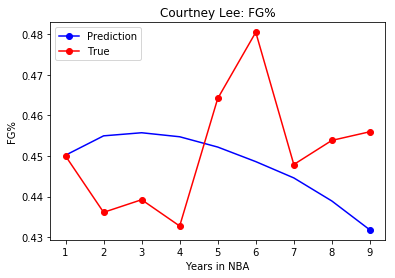 Courtney Lee: FG%
Prediction
True
0.48
0.47
0.46
0.45
0.44
0.43
FG%
1 2 3 4 5 6 7 8 9
Years in NBA